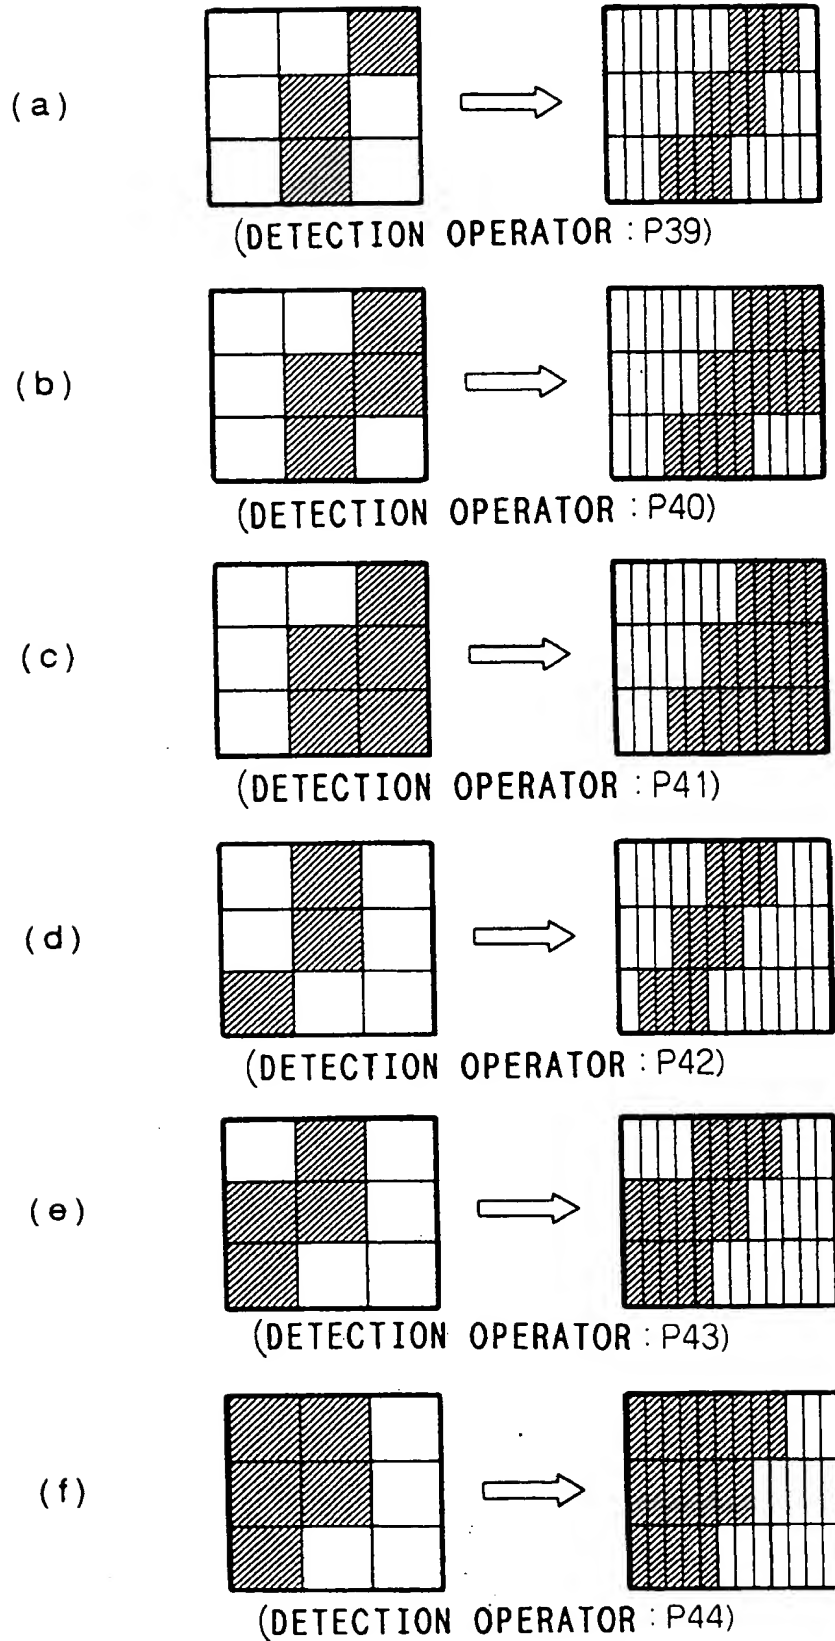 (a)
(DETECTION OPERATOR : P39)
(b)
(DETECTION OPERATOR : P40)
(c)
(DETECTION OPERATOR : P41)
(d)
(DETECTION OPERATOR : P42)
(e)
(DETECTION OPERATOR : P43)
(f)
(DETECTION OPERATOR : P44)